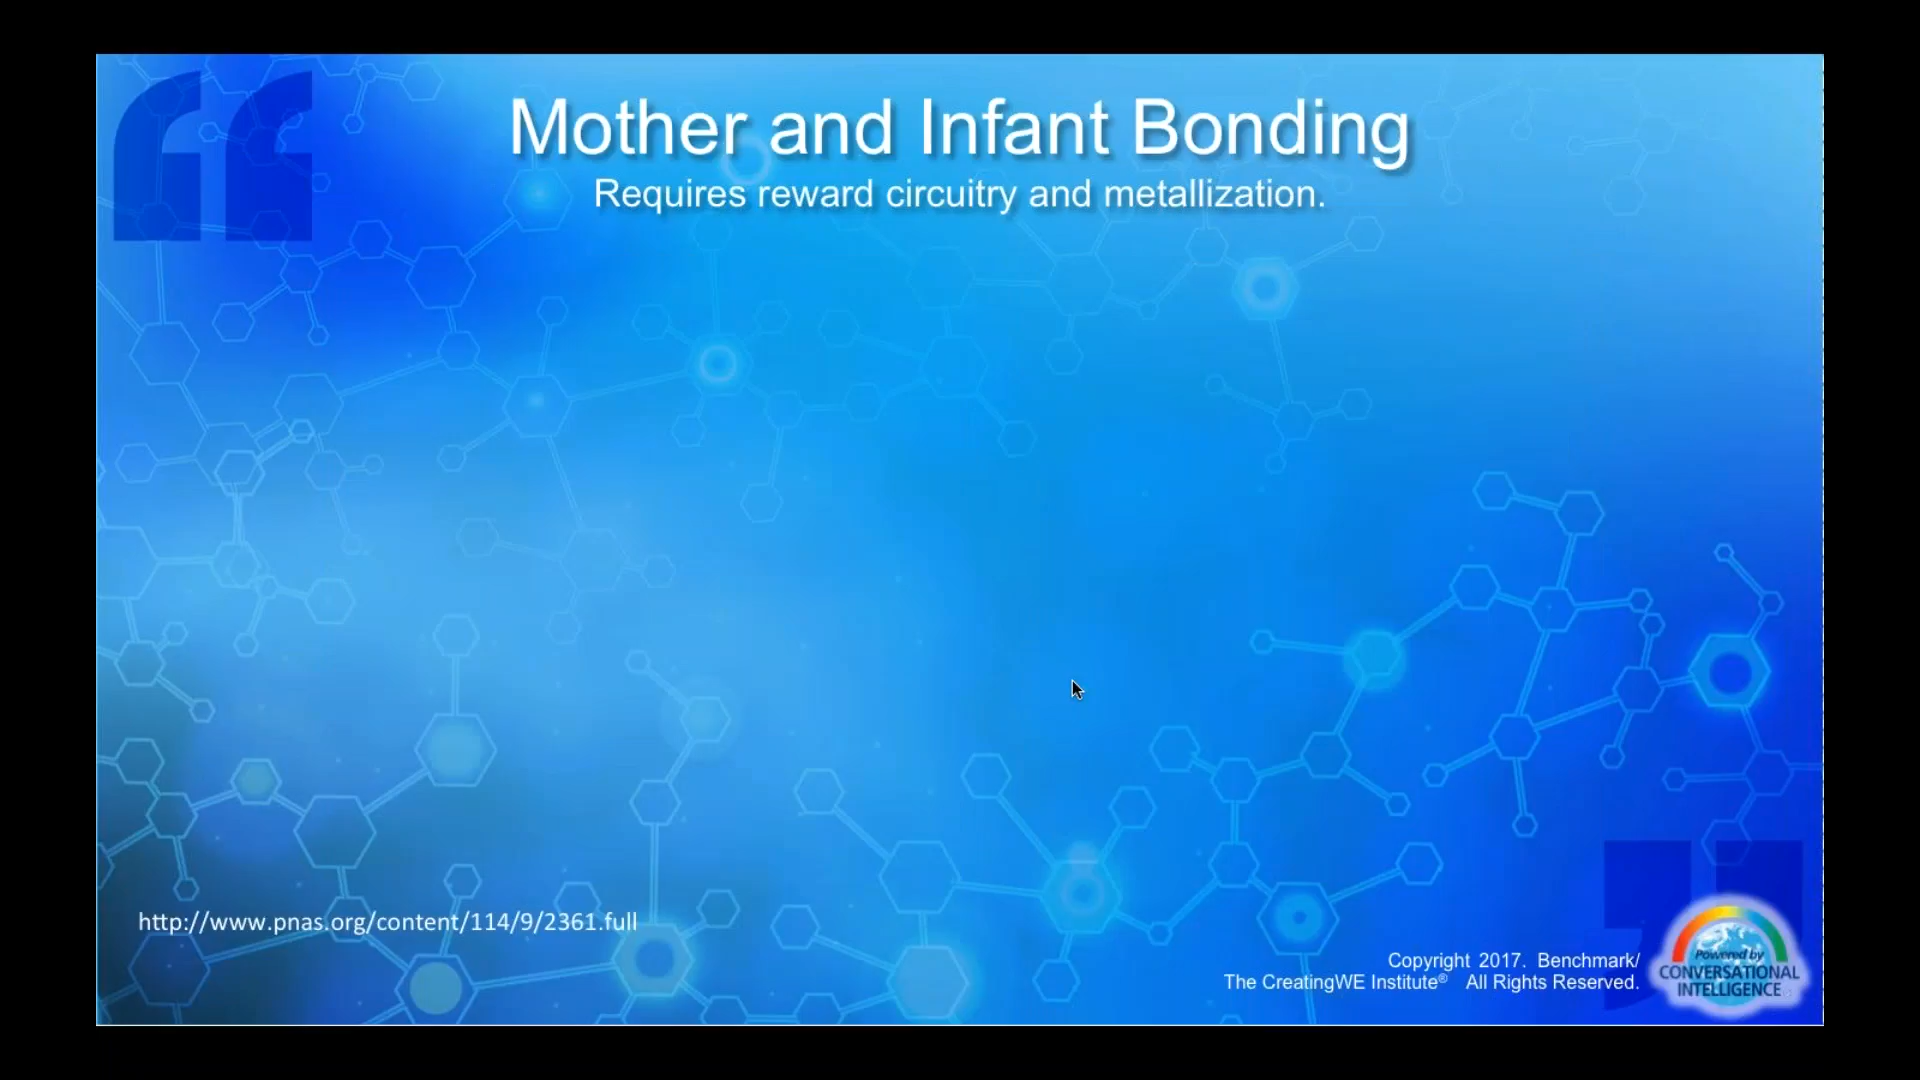 Mother and Infant Bonding
Requires reward circuitry and metallization.
http://www.pnas.org/content/114/9/2361.full
Copyright 2017. Benchmark/
The CreatingWE Institute® All Rights Reserved.
Powered by
CONVERSATIONAL
INTELLIGENCE